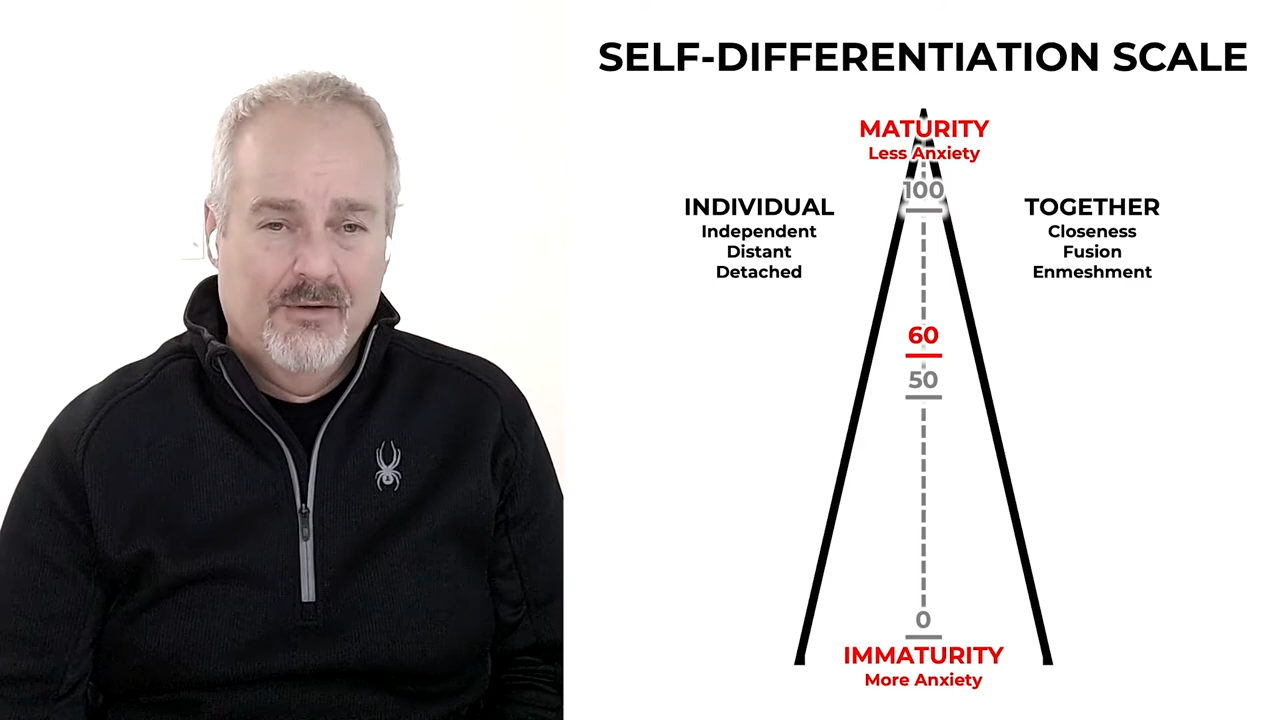 SELF-DIFFERENTIATION SCALE
MATURITY
Less Anxiety
100
INDIVIDUAL
Independent
Distant
Detached
TOGETHER
Closeness
Fusion
Enmeshment
60
50
0
IMMATURITY
More Anxiety